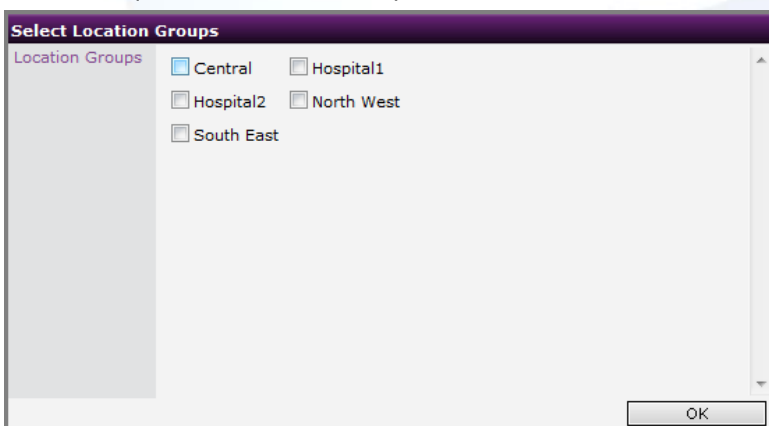 Select Location Groups
Location Groups
Central Hospital1
Hospital2 North West
South East
OK